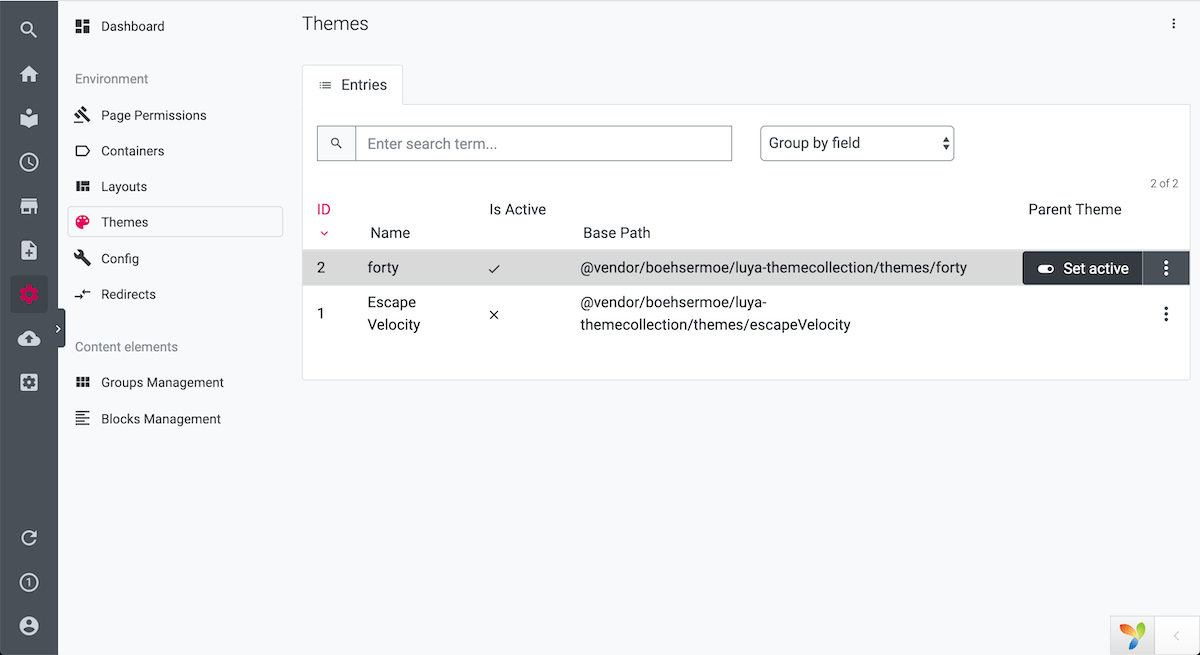 Dashboard
Environment
Page Permissions
Containers
Layouts
Themes
Config
Redirects
Content elements
Groups Management
Blocks Management
1
Themes
Entries
Enter search term...
Group by field
2 of 2
ID
Is Active
Parent Theme
Name
Base Path
2 forty @vendor/boehsermoe/luya-themecollection/themes/forty Set active
Escape @vendor/boehsermoe/luya-
1
Velocity themecollection/themes/escapeVelocity